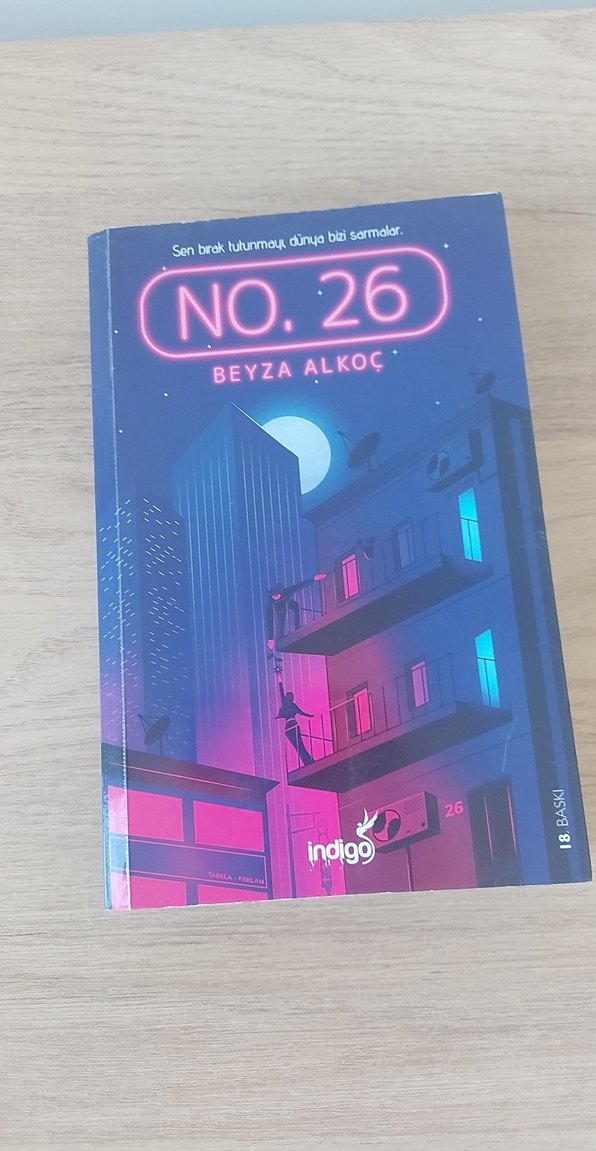 Sen bırak tutunmayı, dünya bizi sarmalar.
NO. 26
BEYZA ALKOÇ
26
18. BASKI
indigo
TABELA - REKLAM